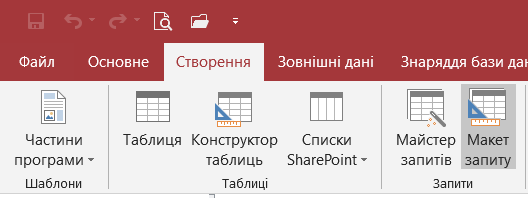 Файл Основне Створення Зовнішні дані Знаряддя бази
Частини програми
Таблиця
Конструктор таблиць
Списки SharePoint
Майстер запитів
Макет запиту
Шаблони Таблиці Запити